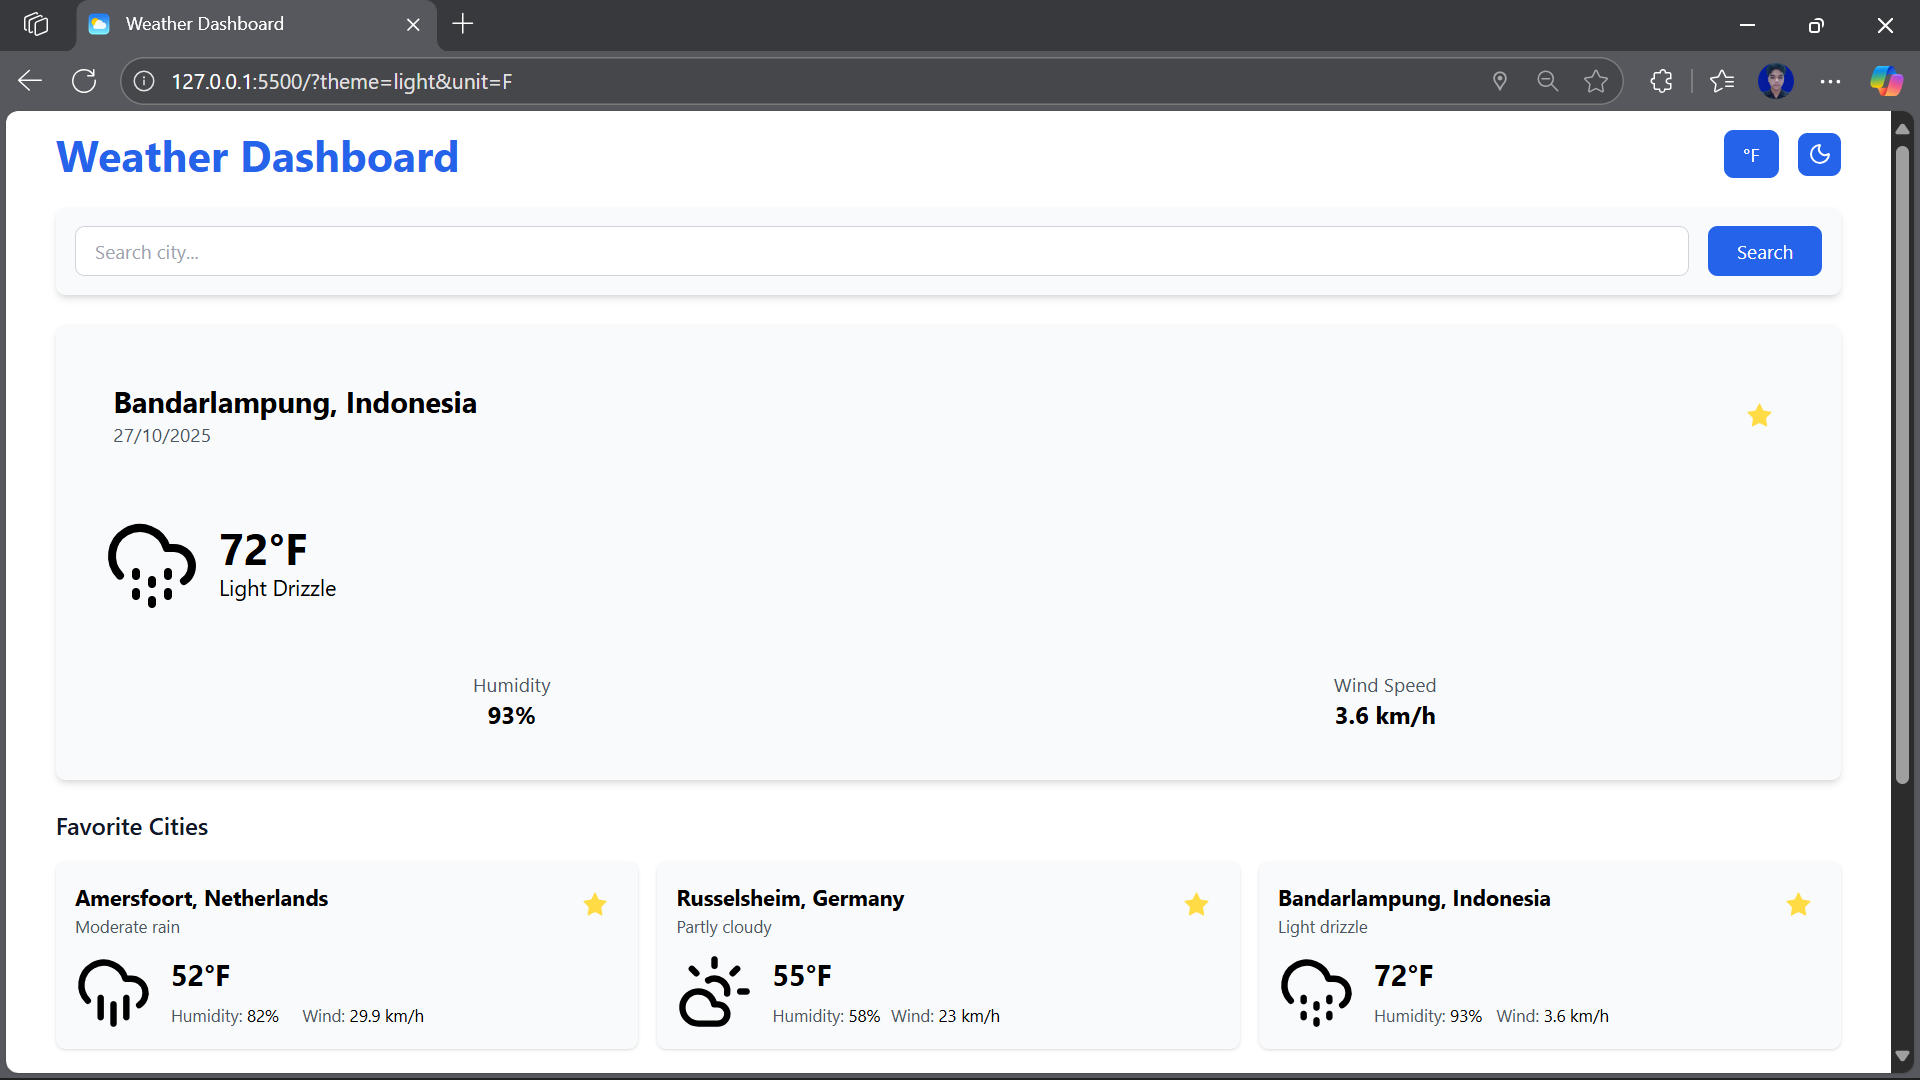 Weather Dashboard
127.0.0.1:5500/?theme=light&unit=F
Weather Dashboard
°F
Search city...
Search
Bandarlampung, Indonesia
27/10/2025
72°F
Light Drizzle
Humidity
Wind Speed
93%
3.6 km/h
Favorite Cities
Amersfoort, Netherlands
Moderate rain
52°F
Humidity: 82% Wind: 29.9 km/h
Russelsheim, Germany
Partly cloudy
55°F
Humidity: 58% Wind: 23 km/h
Bandarlampung, Indonesia
Light drizzle
72°F
Humidity: 93% Wind: 3.6 km/h